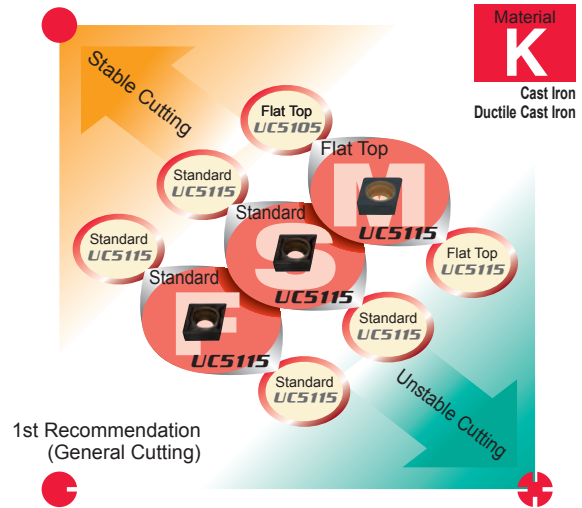 Material
K
Cast Iron
Ductile Cast Iron
Stable Cutting
Flat Top
UC5105
Flat Top
M
UC5115
Standard
UC5115
Standard
S
UC5115
Standard
UC5115
Flat Top
UC5115
Standard
F
UC5115
Standard
UC5115
Standard
UC5115
Unstable Cutting
1st Recommendation
(General Cutting)